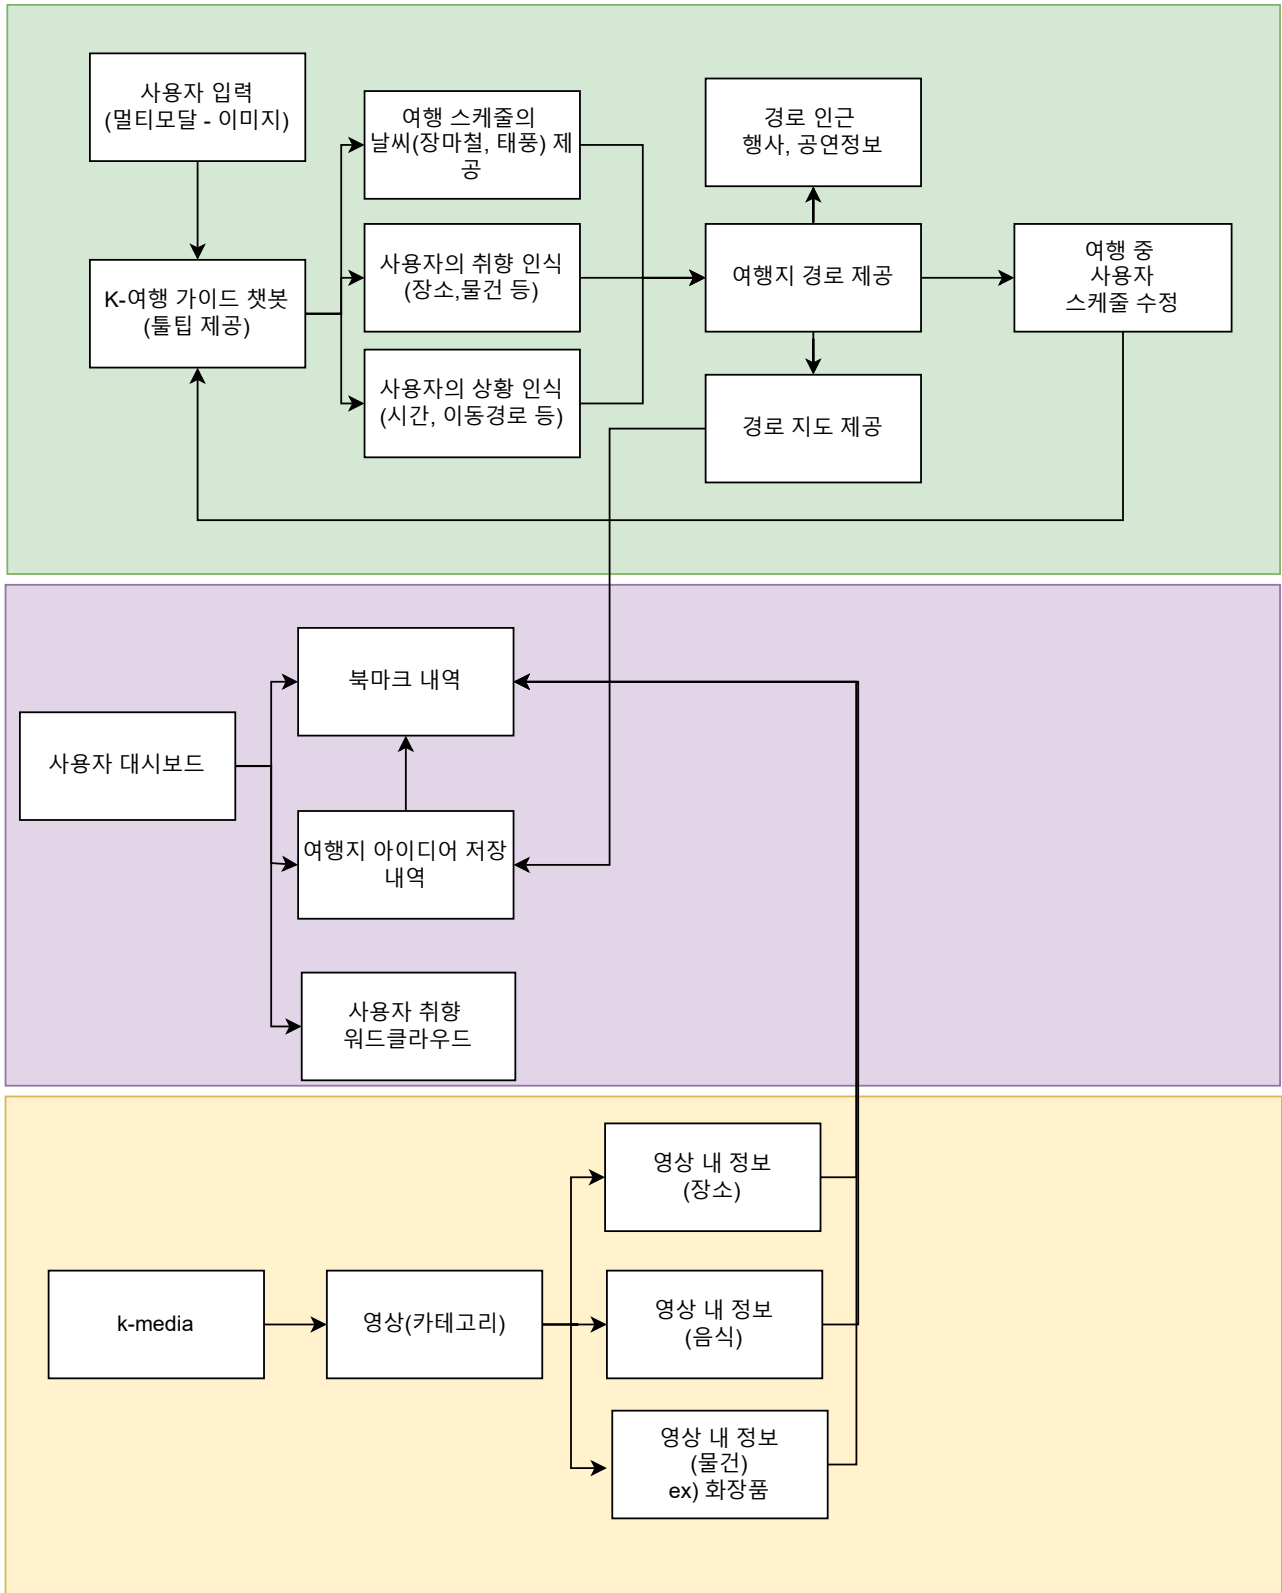 사용자 입력
(멀티모달 - 이미지)
여행 스케줄의
날씨(장마철, 태풍) 제
공
경로 인근
행사, 공연정보
K-여행 가이드 챗봇
(툴팁 제공)
사용자의 취향 인식
(장소,물건 등)
여행지 경로 제공
여행 중
사용자
스케줄 수정
사용자의 상황 인식
(시간, 이동경로 등)
경로 지도 제공
사용자 대시보드
북마크 내역
여행지 아이디어 저장
내역
사용자 취향
워드클라우드
k-media
영상(카테고리)
영상 내 정보
(장소)
영상 내 정보
(음식)
영상 내 정보
(물건)
ex) 화장품